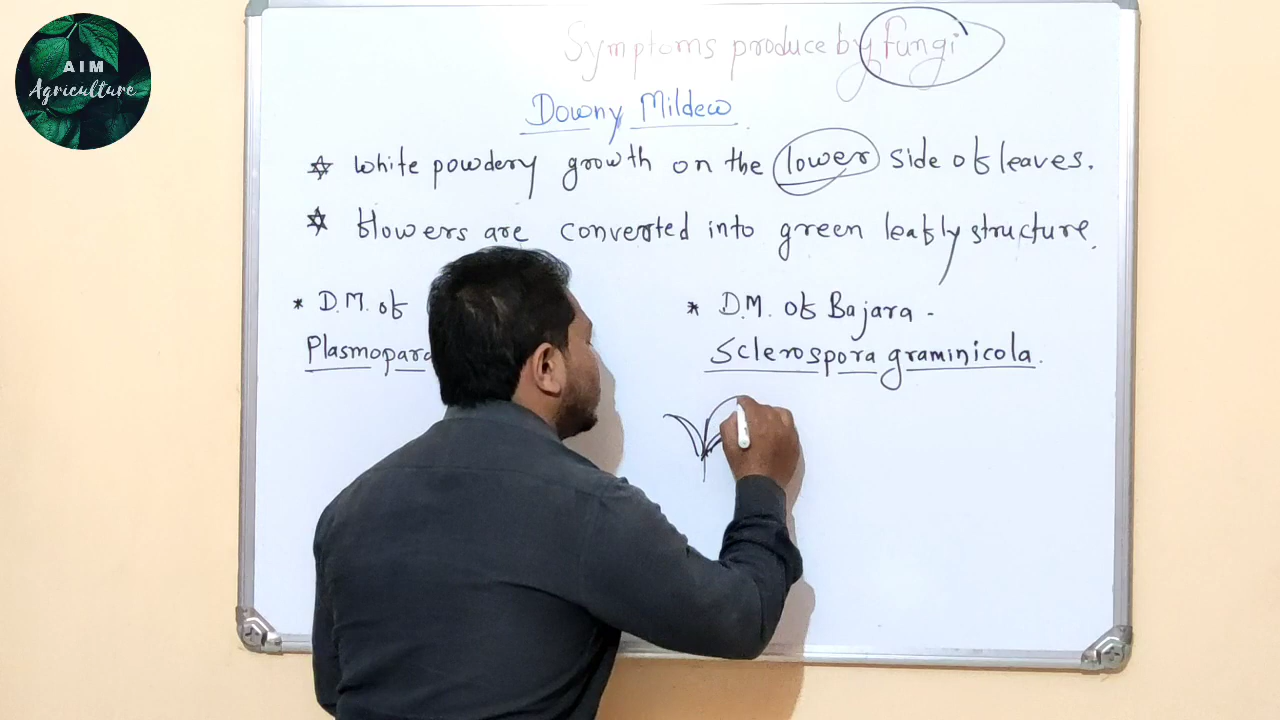 AIM
Agriculture
Symptoms produce by fungi
Downy Mildew
White powdery growth on the lower side of leaves.
flowers are converted into green leafly structure.
* D.M. of
Plasmopara
* D.M. of Bajara -
Sclerospora graminicola.